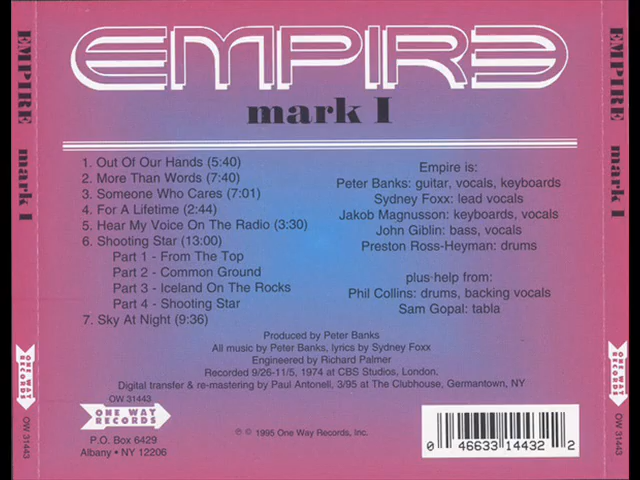 EMPIRE
mark I
1. Out Of Our Hands (5:40)
2. More Than Words (7:40)
3. Someone Who Cares (7:01)
4. For A Lifetime (2:44)
5. Hear My Voice On The Radio (3:30)
6. Shooting Star (13:00)
Part 1 - From The Top
Part 2 - Common Ground
Part 3 - Iceland On The Rocks
Part 4 - Shooting Star
7. Sky At Night (9:36)
Empire is:
Peter Banks: guitar, vocals, keyboards
Sydney Foxx: lead vocals
Jakob Magnusson: keyboards, vocals
John Giblin: bass, vocals
Preston Ross-Heyman: drums
plus help from:
Phil Collins: drums, backing vocals
Sam Gopal: tabla
Produced by Peter Banks
All music by Peter Banks, lyrics by Sydney Foxx
Engineered by Richard Palmer
Recorded 9/26-11/5, 1974 at CBS Studios, London.
Digital transfer & re-mastering by Paul Antonell, 3/95 at The Clubhouse, Germantown, NY
OW 31443
ONE WAY
RECORDS
P.O. Box 6429
Albany • NY 12206
℗ © 1995 One Way Records, Inc.
0 46633 14432 2
EMPIRE mark I
ONE WAY
RECORDS
OW 31443
EMPIRE mark I
ONE WAY
RECORDS
OW 31443